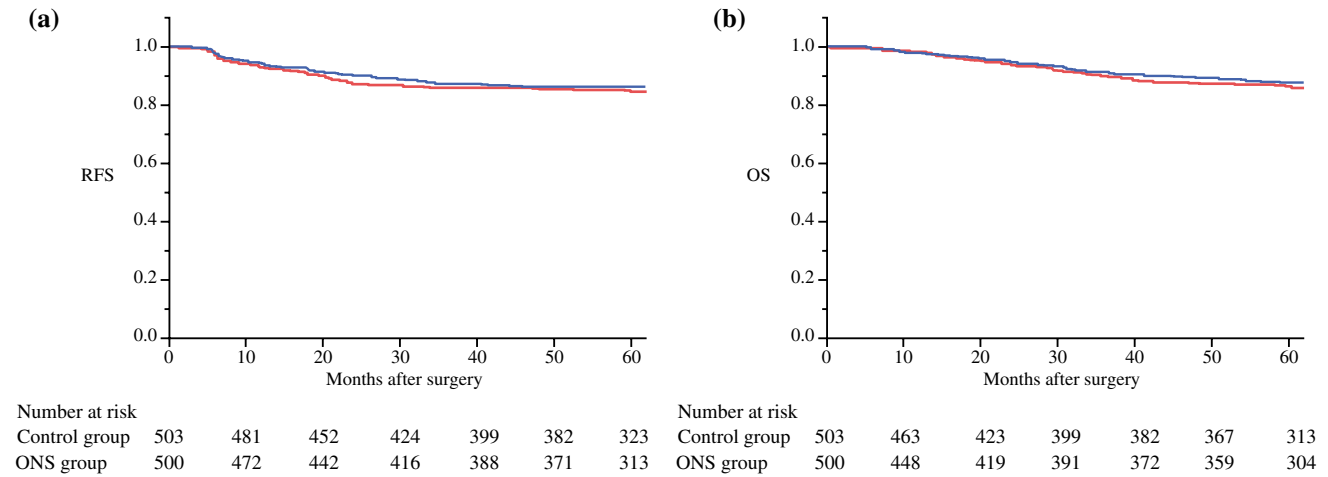 (a)
1.0
0.8
0.6
RFS
0.4
0.2
0.0
0 10 20 30 40 50 60
Months after surgery
Number at risk
Control group 503 481 452 424 399 382 323
ONS group 500 472 442 416 388 371 313
(b)
1.0
0.8
0.6
OS
0.4
0.2
0.0
0 10 20 30 40 50 60
Months after surgery
Number at risk
Control group 503 463 423 399 382 367 313
ONS group 500 448 419 391 372 359 304